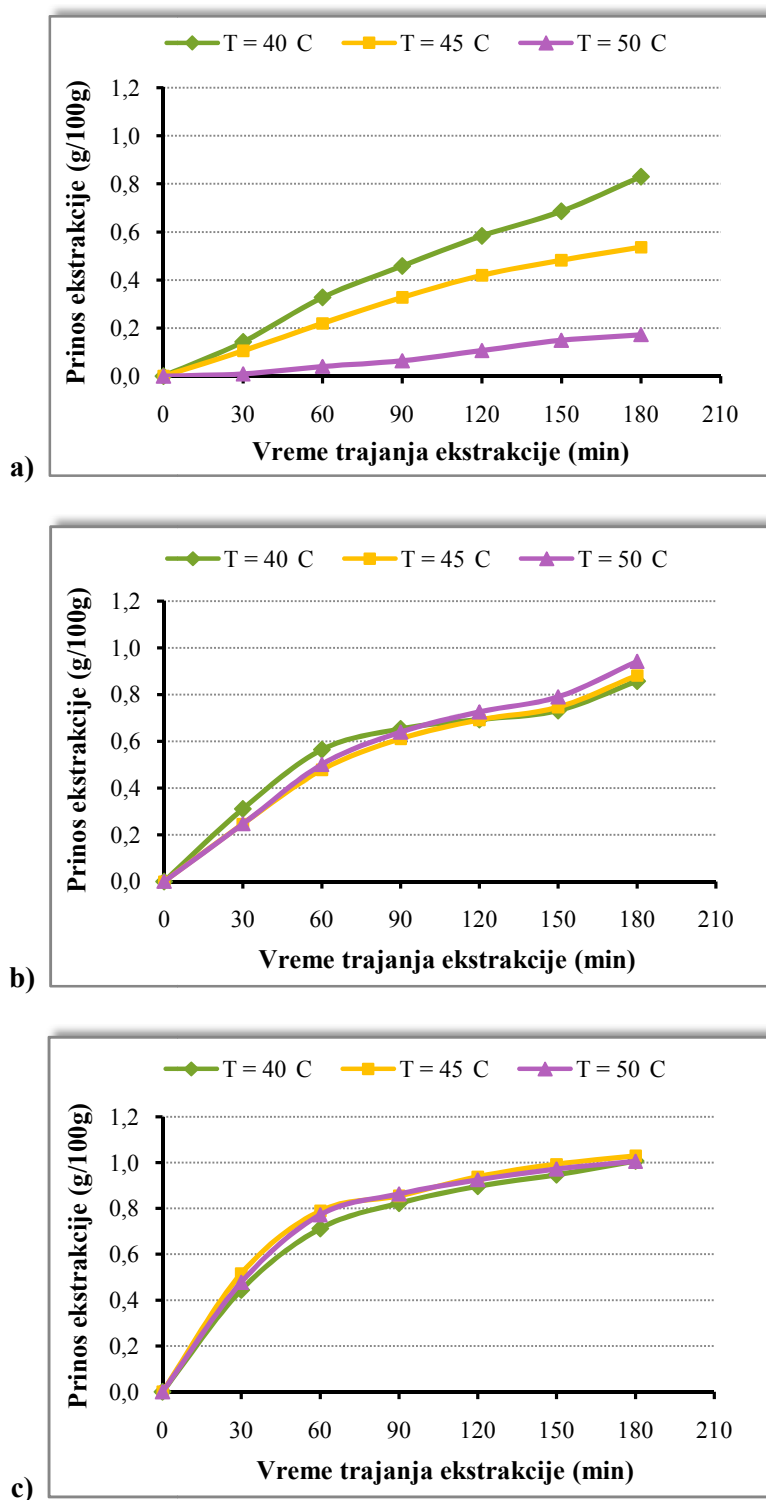 T = 40 C T = 45 C T = 50 C
1,2
1,0
0,8
0,6
0,4
0,2
0,0
Prinos ekstrakcije (g/100g)
0 30 60 90 120 150 180 210
Vreme trajanja ekstrakcije (min)
a)
T = 40 C T = 45 C T = 50 C
1,2
1,0
0,8
0,6
0,4
0,2
0,0
Prinos ekstrakcije (g/100g)
0 30 60 90 120 150 180 210
Vreme trajanja ekstrakcije (min)
b)
T = 40 C T = 45 C T = 50 C
1,2
1,0
0,8
0,6
0,4
0,2
0,0
Prinos ekstrakcije (g/100g)
0 30 60 90 120 150 180 210
Vreme trajanja ekstrakcije (min)
c)